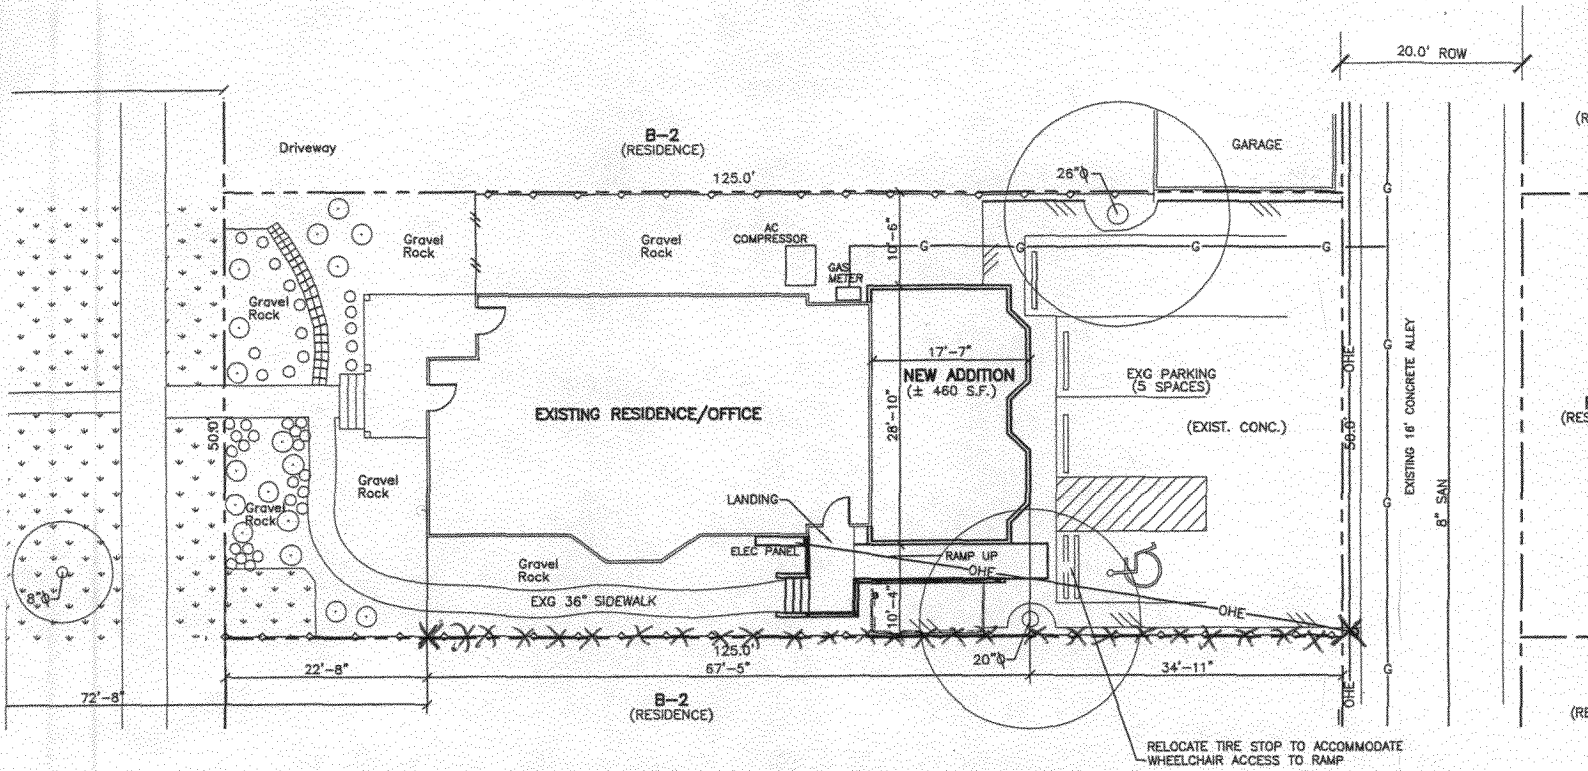 20.0' ROW
Driveway
B-2
(RESIDENCE)
GARAGE
125.0'
26"ϕ
G
Gravel
Rock
Gravel
Rock
AC
COMPRESSOR
10'-6"
G
G
G
G
GAS
METER
Gravel
Rock
17'-7"
NEW ADDITION
(± 460 S.F.)
28'-10"
EXG PARKING
(5 SPACES)
(EXIST. CONC.)
OHE
G
50.0'
EXISTING 16' CONCRETE ALLEY
8" SAN
G
EXISTING RESIDENCE/OFFICE
50.0'
Gravel
Rock
Gravel
Rock
LANDING
ELEC PANEL
RAMP UP
OHE
Gravel
Rock
EXG 36" SIDEWALK
8"ϕ
10'-4"
OHE
125.0'
20"ϕ
22'-8"
67'-5"
34'-11"
G
OHE
72'-8"
B-2
(RESIDENCE)
RELOCATE TIRE STOP TO ACCOMMODATE
WHEELCHAIR ACCESS TO RAMP